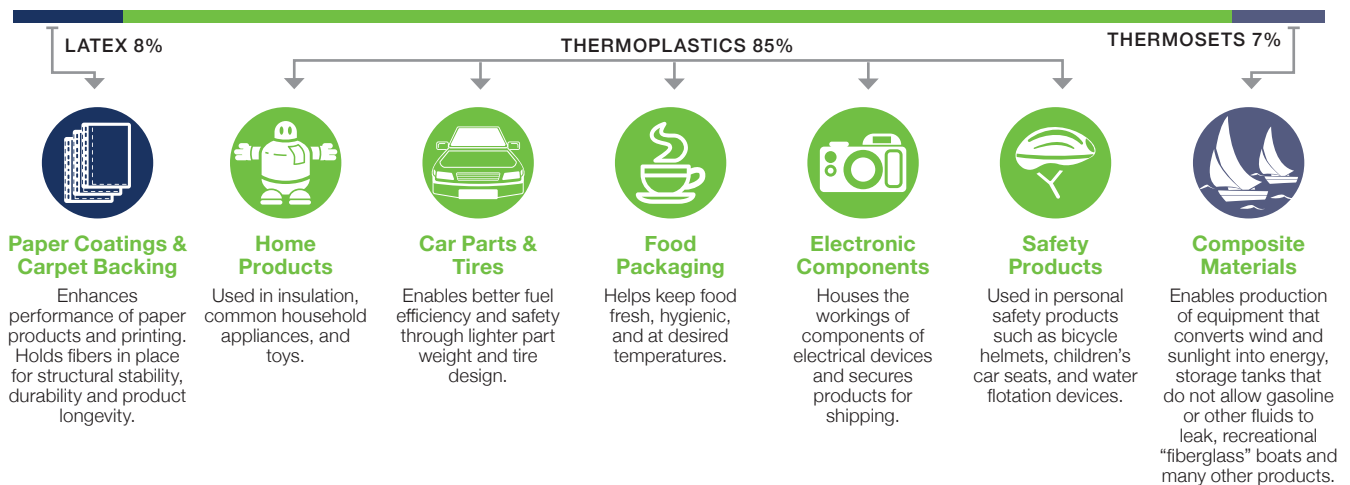 LATEX 8%
THERMOPLASTICS 85%
THERMOSETS 7%
Paper Coatings &
Carpet Backing
Enhances
performance of paper
products and printing.
Holds fibers in place
for structural stability,
durability and product
longevity.
Home
Products
Used in insulation,
common household
appliances, and
toys.
Car Parts &
Tires
Enables better fuel
efficiency and safety
through lighter part
weight and tire
design.
Food
Packaging
Helps keep food
fresh, hygienic,
and at desired
temperatures.
Electronic
Components
Houses the
workings of
components of
electrical devices
and secures
products for
shipping.
Safety
Products
Used in personal
safety products
such as bicycle
helmets, children’s
car seats, and water
flotation devices.
Composite
Materials
Enables production
of equipment that
converts wind and
sunlight into energy,
storage tanks that
do not allow gasoline
or other fluids to
leak, recreational
“fiberglass” boats and
many other products.